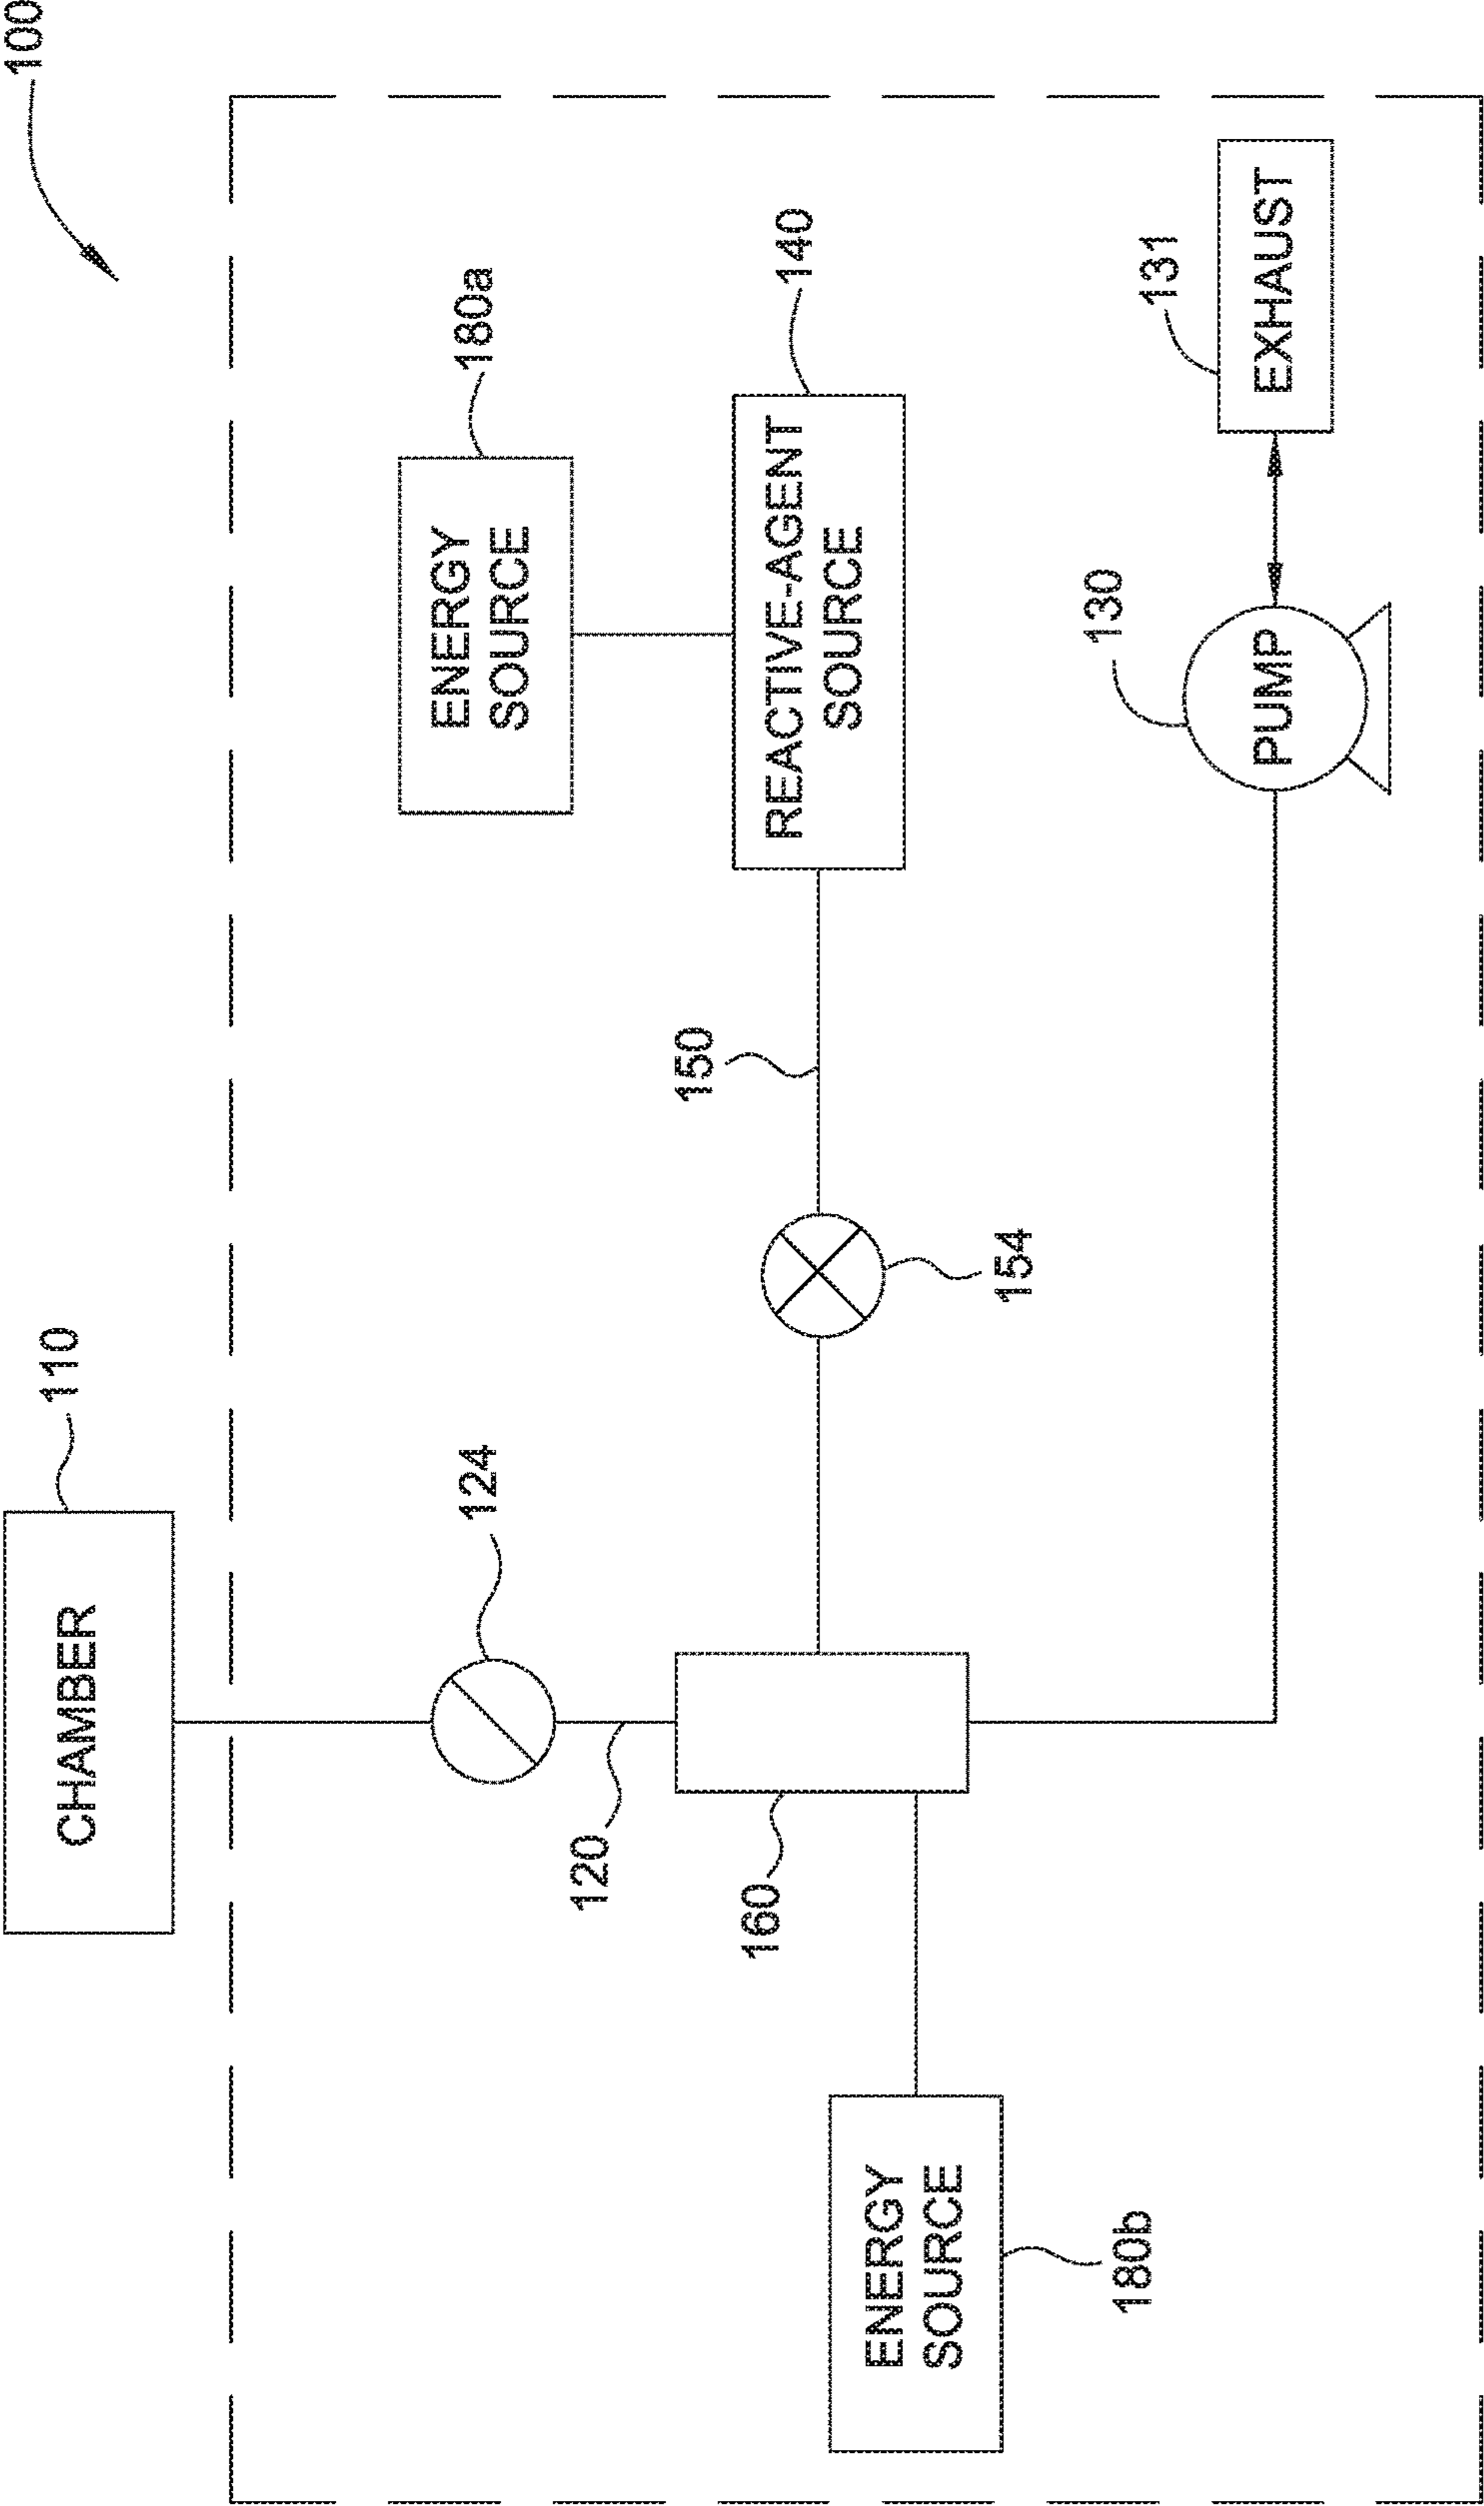 100
CHAMBER
110
124
120
160
ENERGY
SOURCE
180a
REACTIVE-AGENT
SOURCE
140
150
154
ENERGY
SOURCE
180b
PUMP
130
EXHAUST
131